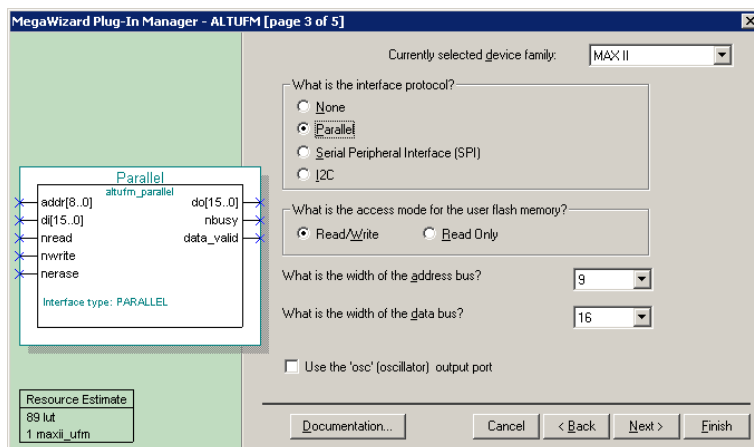 MegaWizard Plug-In Manager - ALTUFM [page 3 of 5]
Currently selected device family: MAX II
What is the interface protocol?
None
Parallel
Serial Peripheral Interface (SPI)
I2C
What is the access mode for the user flash memory?
Read/Write Read Only
What is the width of the address bus? 9
What is the width of the data bus? 16
Use the 'osc' (oscillator) output port
Parallel
altufm_parallel
addr[8..0] do[15..0]
di[15..0] nbusy
nread data_valid
nwrite
nerase
Interface type: PARALLEL
Resource Estimate
89 lut
1 maxii_ufm
Documentation... Cancel < Back Next > Finish